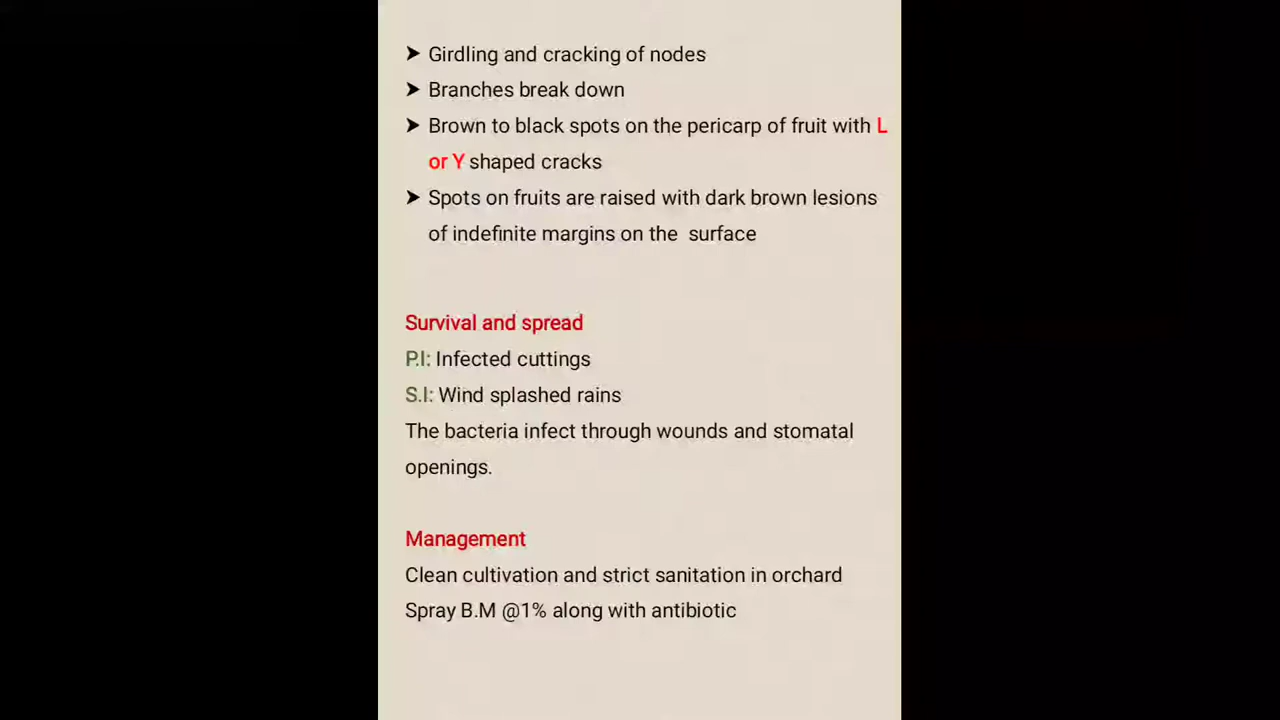 ➤ Girdling and cracking of nodes
➤ Branches break down
➤ Brown to black spots on the pericarp of fruit with L
or Y shaped cracks
➤ Spots on fruits are raised with dark brown lesions
of indefinite margins on the surface
Survival and spread
P.I: Infected cuttings
S.I: Wind splashed rains
The bacteria infect through wounds and stomatal
openings.
Management
Clean cultivation and strict sanitation in orchard
Spray B.M @1% along with antibiotic